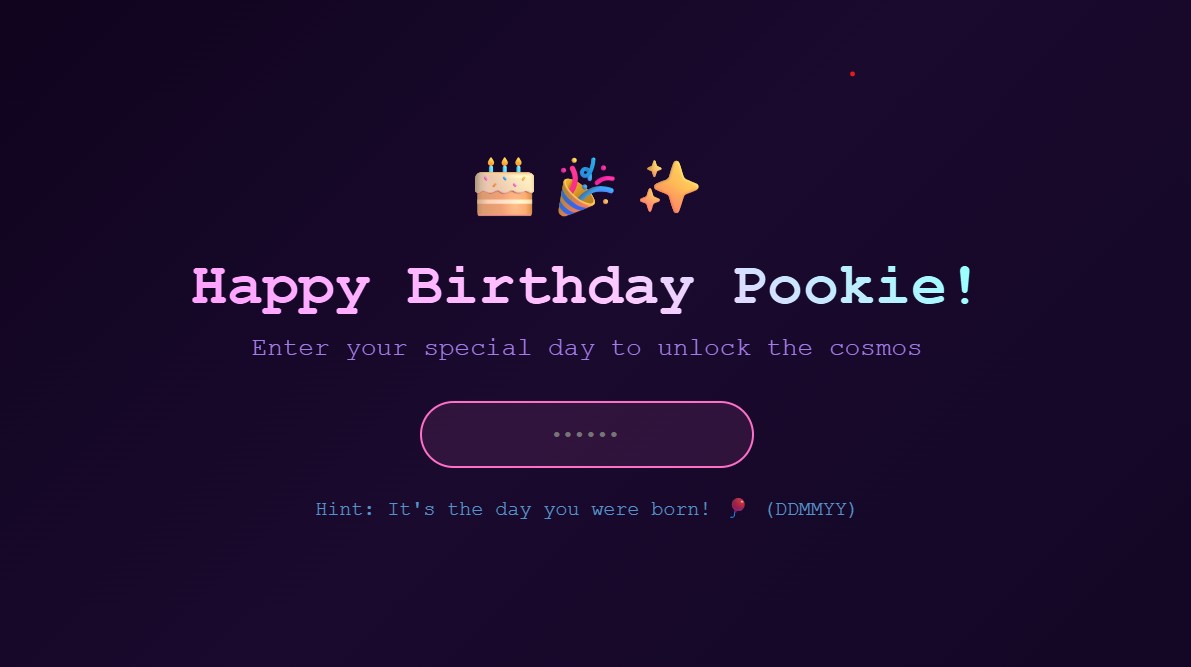 Happy Birthday Pookie!
Enter your special day to unlock the cosmos
••••••
Hint: It's the day you were born! 🎈 (DDMMYY)